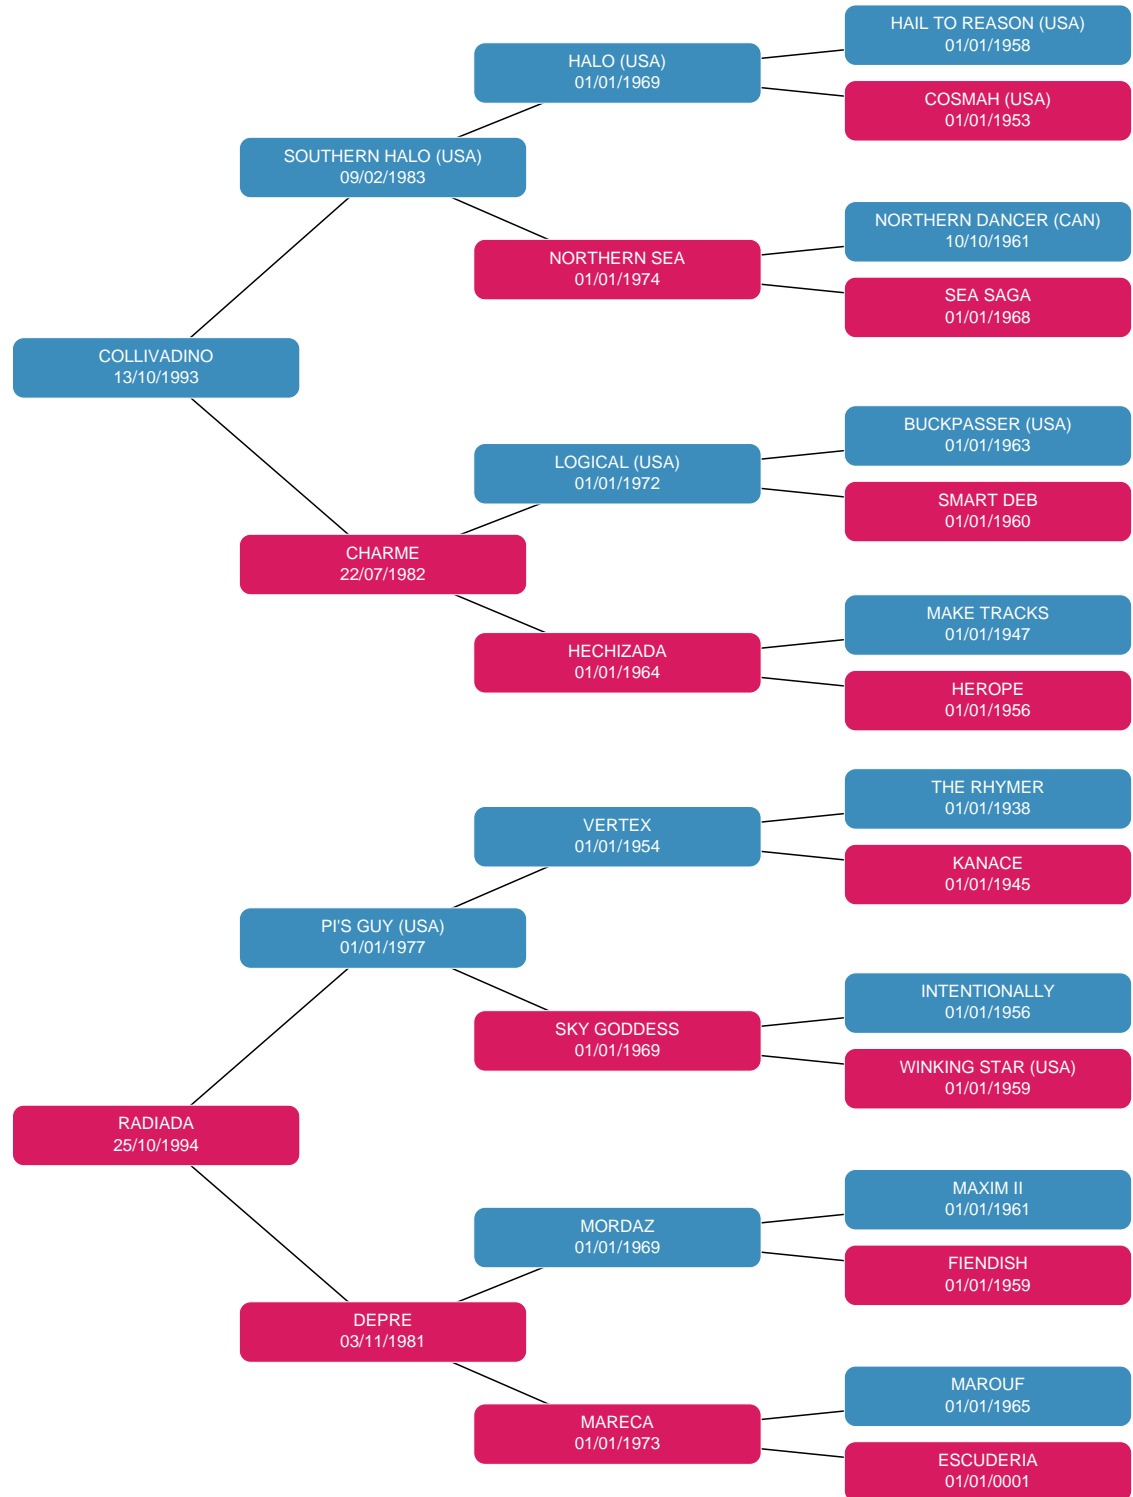 HAIL TO REASON (USA)
01/01/1958
HALO (USA)
01/01/1969
COSMAH (USA)
01/01/1953
SOUTHERN HALO (USA)
09/02/1983
NORTHERN DANCER (CAN)
10/10/1961
NORTHERN SEA
01/01/1974
SEA SAGA
01/01/1968
COLLIVADINO
13/10/1993
BUCKPASSER (USA)
01/01/1963
LOGICAL (USA)
01/01/1972
SMART DEB
01/01/1960
CHARME
22/07/1982
MAKE TRACKS
01/01/1947
HECHIZADA
01/01/1964
HEROPE
01/01/1956
THE RHYMER
01/01/1938
VERTEX
01/01/1954
KANACE
01/01/1945
PI'S GUY (USA)
01/01/1977
INTENTIONALLY
01/01/1956
SKY GODDESS
01/01/1969
WINKING STAR (USA)
01/01/1959
RADIADA
25/10/1994
MAXIM II
01/01/1961
MORDAZ
01/01/1969
FIENDISH
01/01/1959
DEPRE
03/11/1981
MAROUF
01/01/1965
MARECA
01/01/1973
ESCUDERIA
01/01/0001